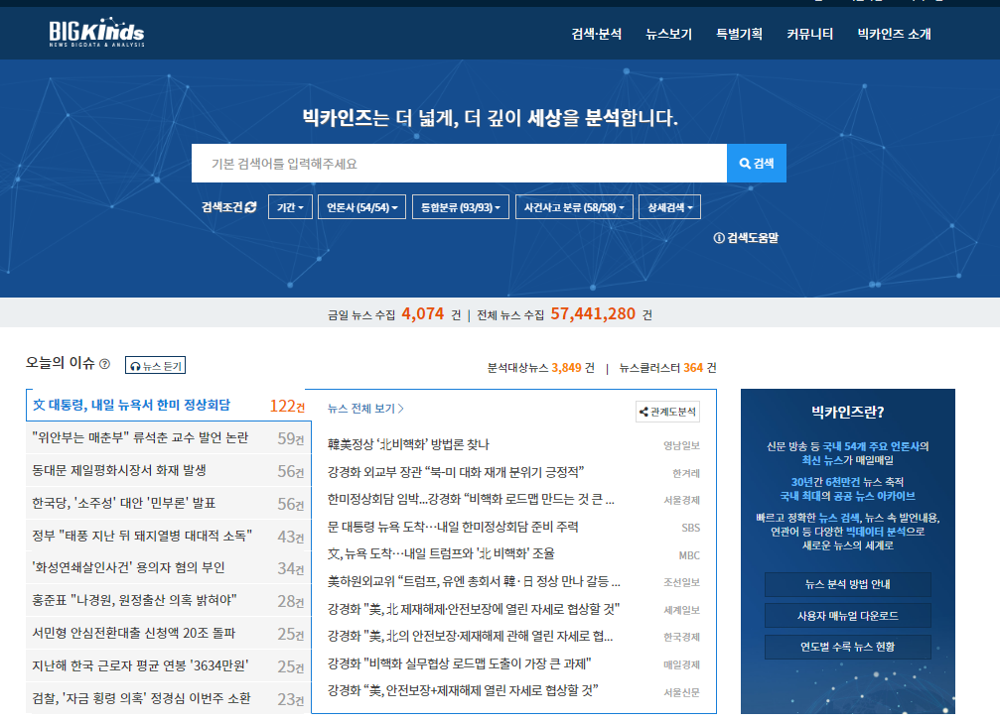 BIGKinds
NEWS BIGDATA & ANALYSIS
검색·분석 뉴스보기 특별기획 커뮤니티 빅카인즈 소개
빅카인즈는 더 넓게, 더 깊이 세상을 분석합니다.
기본 검색어를 입력해주세요 검색
검색조건 기간 언론사 (54/54) 통합분류 (93/93) 사건사고 분류 (58/58) 상세검색
검색도움말
금일 뉴스 수집 4,074 건 | 전체 뉴스 수집 57,441,280 건
오늘의 이슈 뉴스 듣기
분석대상뉴스 3,849 건 | 뉴스클러스터 364 건
文 대통령, 내일 뉴욕서 한미 정상회담 122건
"위안부는 매춘부" 류석춘 교수 발언 논란 59건
동대문 제일평화시장서 화재 발생 56건
한국당, '소주성' 대안 '민부론' 발표 56건
정부 "태풍 지난 뒤 돼지열병 대대적 소독" 43건
'화성연쇄살인사건' 용의자 혐의 부인 34건
홍준표 "나경원, 원정출산 의혹 밝혀야" 28건
서민형 안심전환대출 신청액 20조 돌파 25건
지난해 한국 근로자 평균 연봉 '3634만원' 25건
검찰, '자금 횡령 의혹' 정경심 이번주 소환 23건
뉴스 전체 보기 관계도분석
韓美정상 ‘北비핵화’ 방법론 찾나 영남일보
강경화 외교부 장관 “북-미 대화 재개 분위기 긍정적” 한겨레
한미정상회담 임박...강경화 “비핵화 로드맵 만드는 것 큰 ... 서울경제
문 대통령 뉴욕 도착…내일 한미정상회담 준비 주력 SBS
文, 뉴욕 도착…내일 트럼프와 '北 비핵화' 조율 MBC
美하원외교위 “트럼프, 유엔 총회서 韓·日 정상 만나 갈등 ... 조선일보
강경화 "美, 北 제재해제·안전보장에 열린 자세로 협상할 것" 세계일보
강경화 "美, 北의 안전보장·제재해제 관해 열린 자세로 협... 한국경제
강경화 "비핵화 실무협상 로드맵 도출이 가장 큰 과제" 매일경제
강경화 “美, 안전보장+제재해제 열린 자세로 협상할 것” 서울신문
빅카인즈란?
신문 방송 등 국내 54개 주요 언론사의
최신 뉴스가 매일매일
30년간 6천만건 뉴스 축적
국내 최대의 공공 뉴스 아카이브
빠르고 정확한 뉴스 검색, 뉴스 속 발언내용,
연관어 등 다양한 빅데이터 분석으로
새로운 뉴스의 세계로
뉴스 분석 방법 안내
사용자 매뉴얼 다운로드
연도별 수록 뉴스 현황